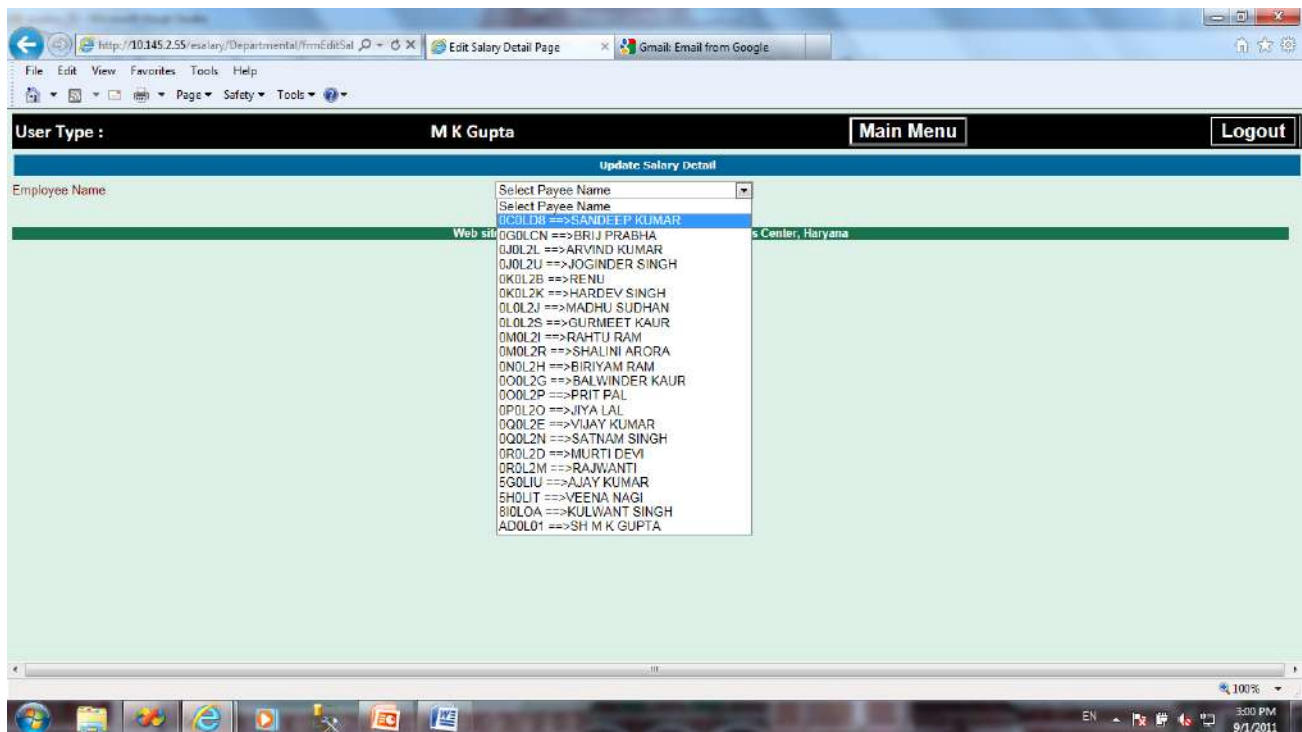 http://10.145.2.55/esalary/Departmental/frmEditSal
Edit Salary Detail Page
Gmail: Email from Google
File Edit View Favorites Tools Help
Page Safety Tools
User Type :
M K Gupta
Main Menu
Logout
Update Salary Detail
Employee Name
Select Payee Name
Select Payee Name
0C0LD8 ==>SANDEEP KUMAR
Web sit
s Center, Haryana
0G0LCN ==>BRIJ PRABHA
0J0L2L ==>ARVIND KUMAR
0J0L2U ==>JOGINDER SINGH
0K0L2B ==>RENU
0K0L2K ==>HARDEV SINGH
0L0L2J ==>MADHU SUDHAN
0L0L2S ==>GURMEET KAUR
0M0L2I ==>RAHTU RAM
0M0L2R ==>SHALINI ARORA
0N0L2H ==>BIRIYAM RAM
0O0L2G ==>BALWINDER KAUR
0O0L2P ==>PRIT PAL
0P0L2O ==>JIYA LAL
0Q0L2E ==>VIJAY KUMAR
0Q0L2N ==>SATNAM SINGH
0R0L2D ==>MURTI DEVI
0R0L2M ==>RAJWANTI
5G0LIU ==>AJAY KUMAR
5H0LIT ==>VEENA NAGI
8I0LOA ==>KULWANT SINGH
AD0L01 ==>SH M K GUPTA
100%
EN
3:00 PM
9/1/2011